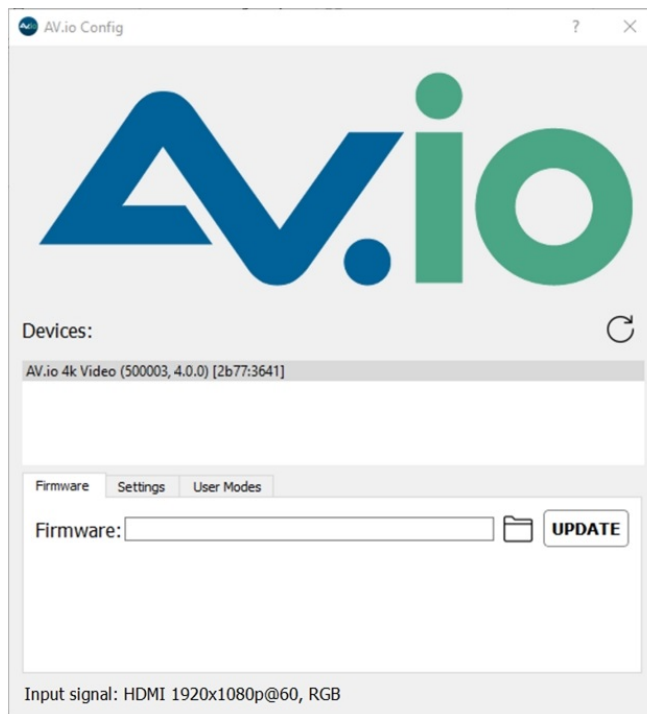 AV.io Config
AV.io
Devices:
AV.io 4k Video (500003, 4.0.0) [2b77:3641]
Firmware Settings User Modes
Firmware: UPDATE
Input signal: HDMI 1920x1080p@60, RGB